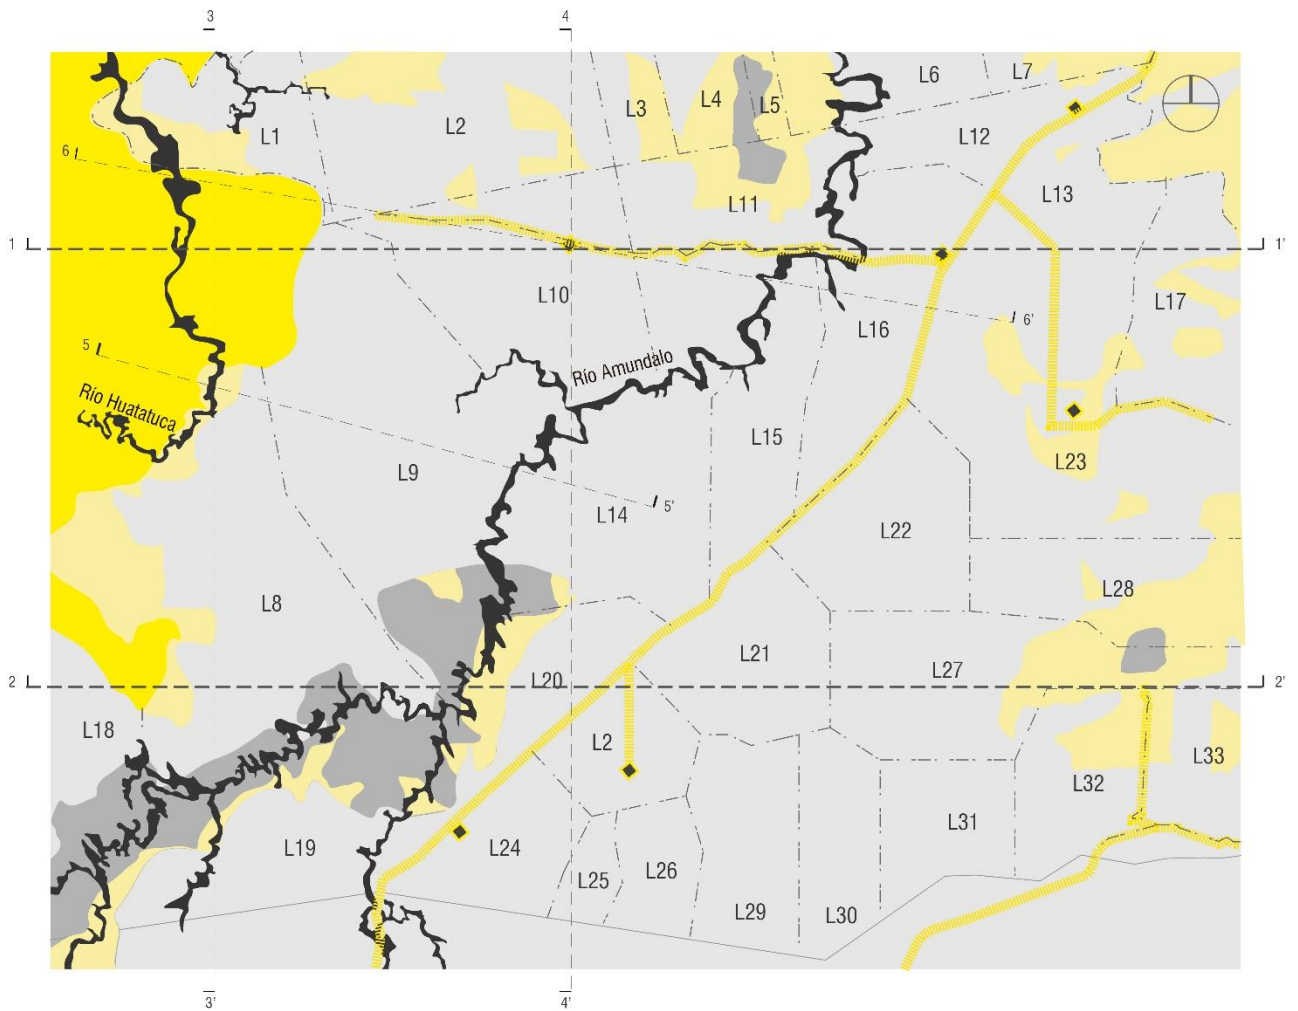 3
4
L6
L7
L3
L4
L5
L1
L2
L12
6
L13
L11
1
1'
L10
L17
L16
6'
5
Río Amundalo
Río Huatatuca
L15
L23
L9
5'
L14
L22
L28
L8
L21
L27
L20
2
2'
L18
L2
L33
L32
L31
L19
L24
L26
L25
L29
L30
3'
4'